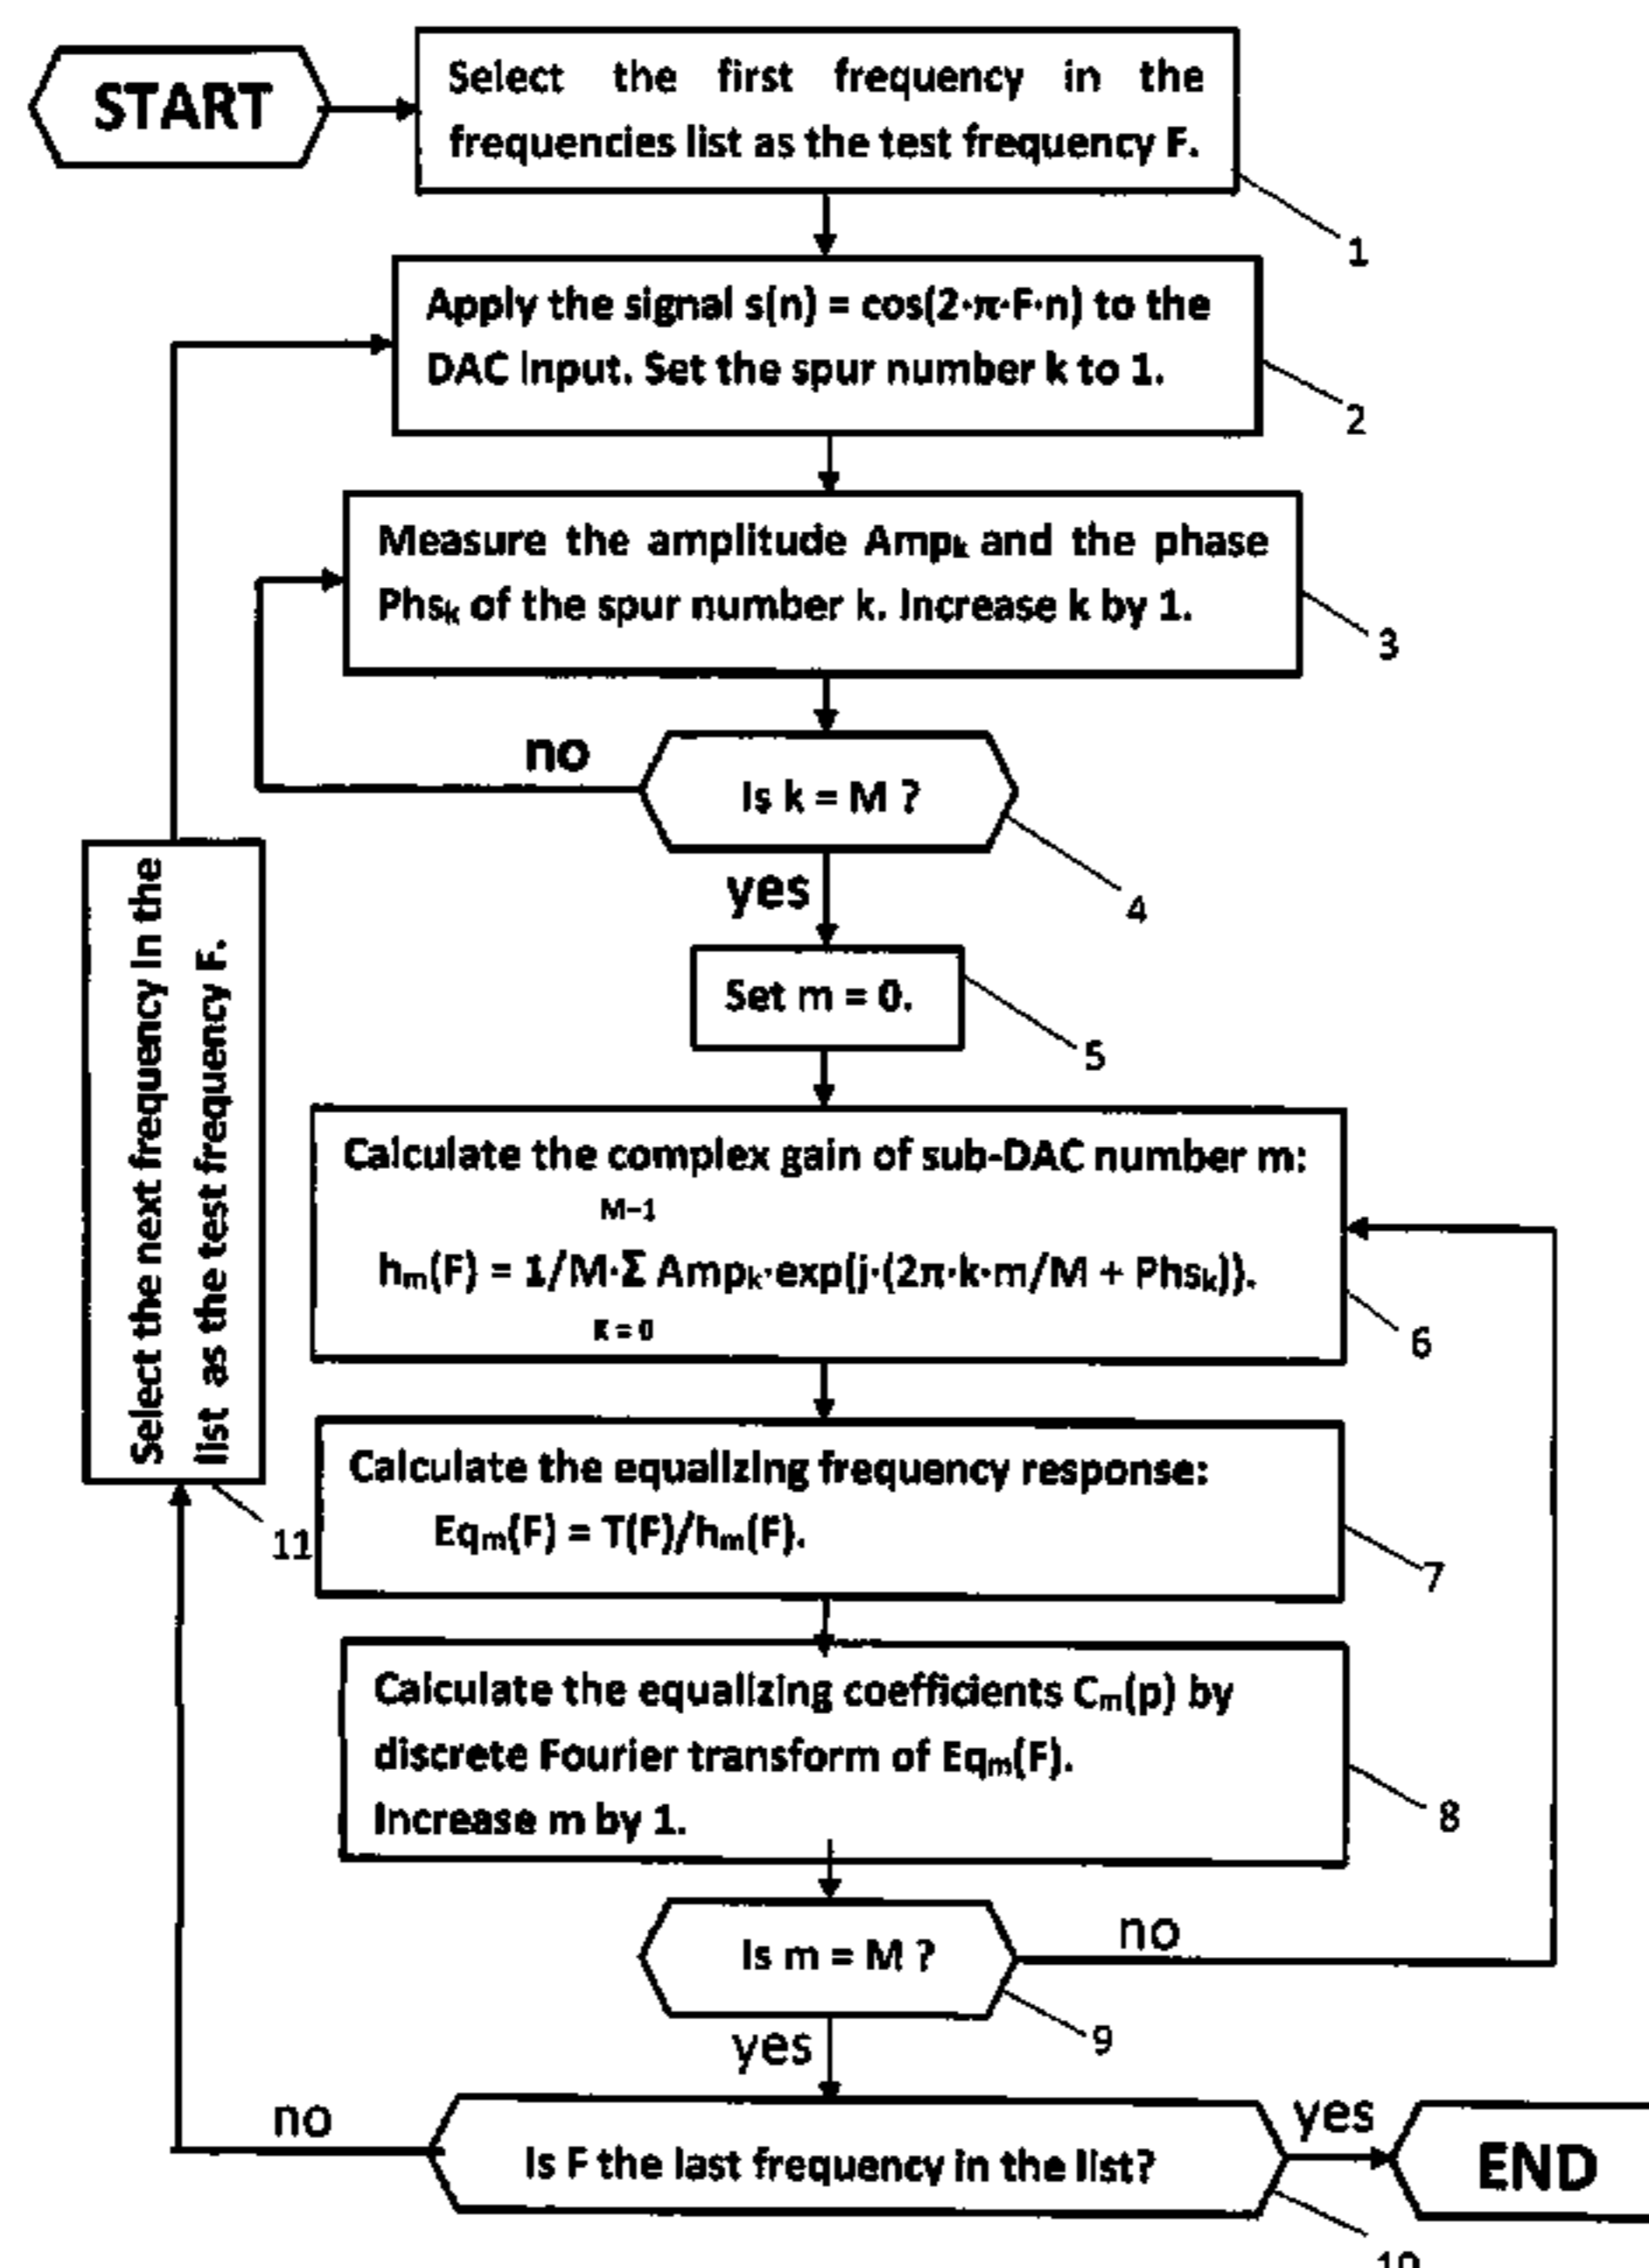 START
Select the first frequency in the
frequencies list as the test frequency F.
1
Apply the signal s(n) = cos(2·π·F·n) to the
DAC input. Set the spur number k to 1.
2
Measure the amplitude Ampₖ and the phase
Phsₖ of the spur number k. Increase k by 1.
3
no
Is k = M ?
4
yes
Set m = 0.
5
Calculate the complex gain of sub-DAC number m:
M−1
hₘ(F) = 1/M·Σ Ampₖ·exp(j·(2π·k·m/M + Phsₖ)).
K = 0
6
Calculate the equalizing frequency response:
Eqₘ(F) = T(F)/hₘ(F).
7
Calculate the equalizing coefficients Cₘ(p) by
discrete Fourier transform of Eqₘ(F).
Increase m by 1.
8
Is m = M ?
no
9
yes
Is F the last frequency in the list?
yes
END
10
no
Select the next frequency in the
list as the test frequency F.
11